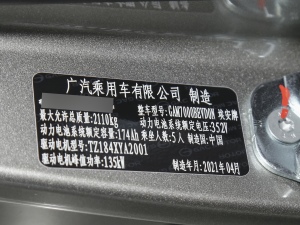 广汽乘用车有限公司 制造
整车型号:GAM7000BEVD0N 埃安牌
最大允许总质量:2110kg
动力电池系统额定电压:352V
动力电池系统额定容量:174Ah 乘坐人数:5人 制造国:中国
驱动电机型号:TZ184XYA2001
驱动电机峰值功率:135kW
制造年月:2021年04月